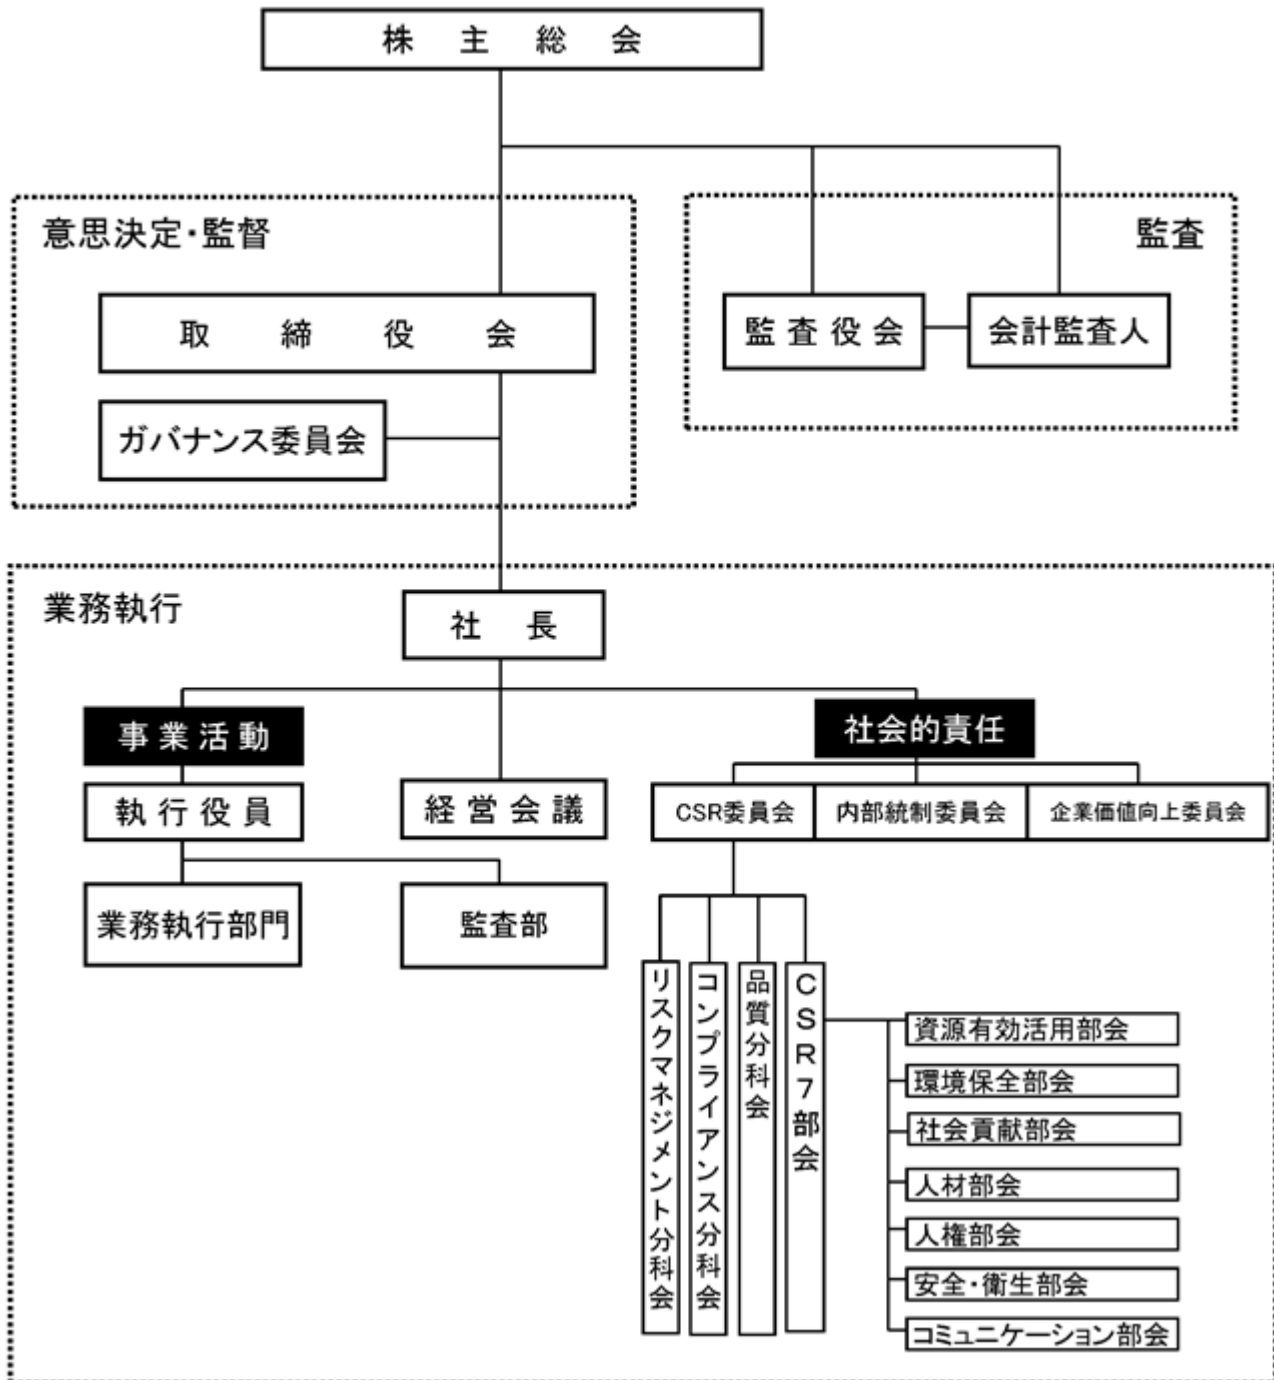 株主総会
意思決定・監督
監査
取締役会
監査役会
会計監査人
ガバナンス委員会
業務執行
社長
事業活動
社会的責任
執行役員
経営会議
CSR委員会
内部統制委員会
企業価値向上委員会
業務執行部門
監査部
リスクマネジメント分科会
コンプライアンス分科会
品質分科会
CSR7部会
資源有効活用部会
環境保全部会
社会貢献部会
人材部会
人権部会
安全・衛生部会
コミュニケーション部会